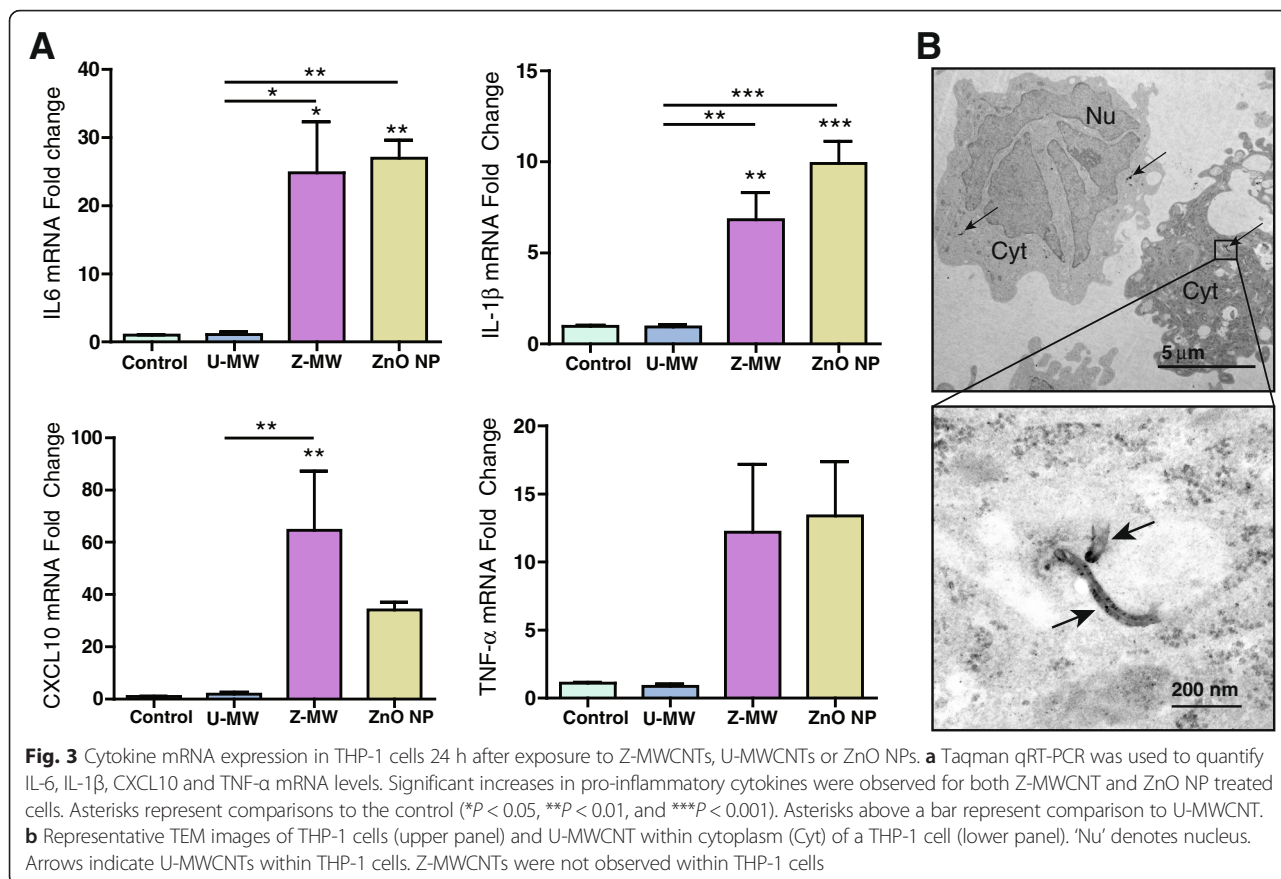 A
B
IL6 mRNA Fold change
40
30
20
10
0
**
*
*
**
Control U-MW Z-MW ZnO NP
IL-1β mRNA Fold Change
15
10
5
0
***
**
**
***
Control U-MW Z-MW ZnO NP
CXCL10 mRNA Fold Change
100
80
60
40
20
0
**
**
Control U-MW Z-MW ZnO NP
TNF-α mRNA Fold Change
20
15
10
5
0
Control U-MW Z-MW ZnO NP
Nu
Cyt
Cyt
5 μm
200 nm
Fig. 3 Cytokine mRNA expression in THP-1 cells 24 h after exposure to Z-MWCNTs, U-MWCNTs or ZnO NPs. a Taqman qRT-PCR was used to quantify
IL-6, IL-1β, CXCL10 and TNF-α mRNA levels. Significant increases in pro-inflammatory cytokines were observed for both Z-MWCNT and ZnO NP treated
cells. Asterisks represent comparisons to the control (*P < 0.05, **P < 0.01, and ***P < 0.001). Asterisks above a bar represent comparison to U-MWCNT.
b Representative TEM images of THP-1 cells (upper panel) and U-MWCNT within cytoplasm (Cyt) of a THP-1 cell (lower panel). 'Nu' denotes nucleus.
Arrows indicate U-MWCNTs within THP-1 cells. Z-MWCNTs were not observed within THP-1 cells